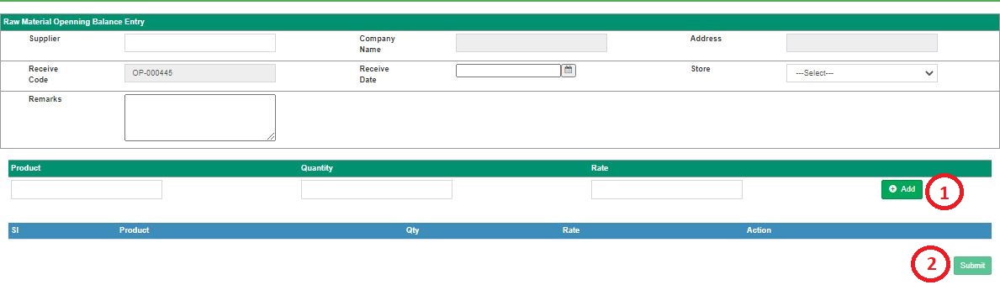 Raw Material Openning Balance Entry
Supplier
Company Name
Address
Receive Code
OP-000445
Receive Date
Store
---Select---
Remarks
Product Quantity Rate
Add
1
Sl Product Qty Rate Action
2
Submit